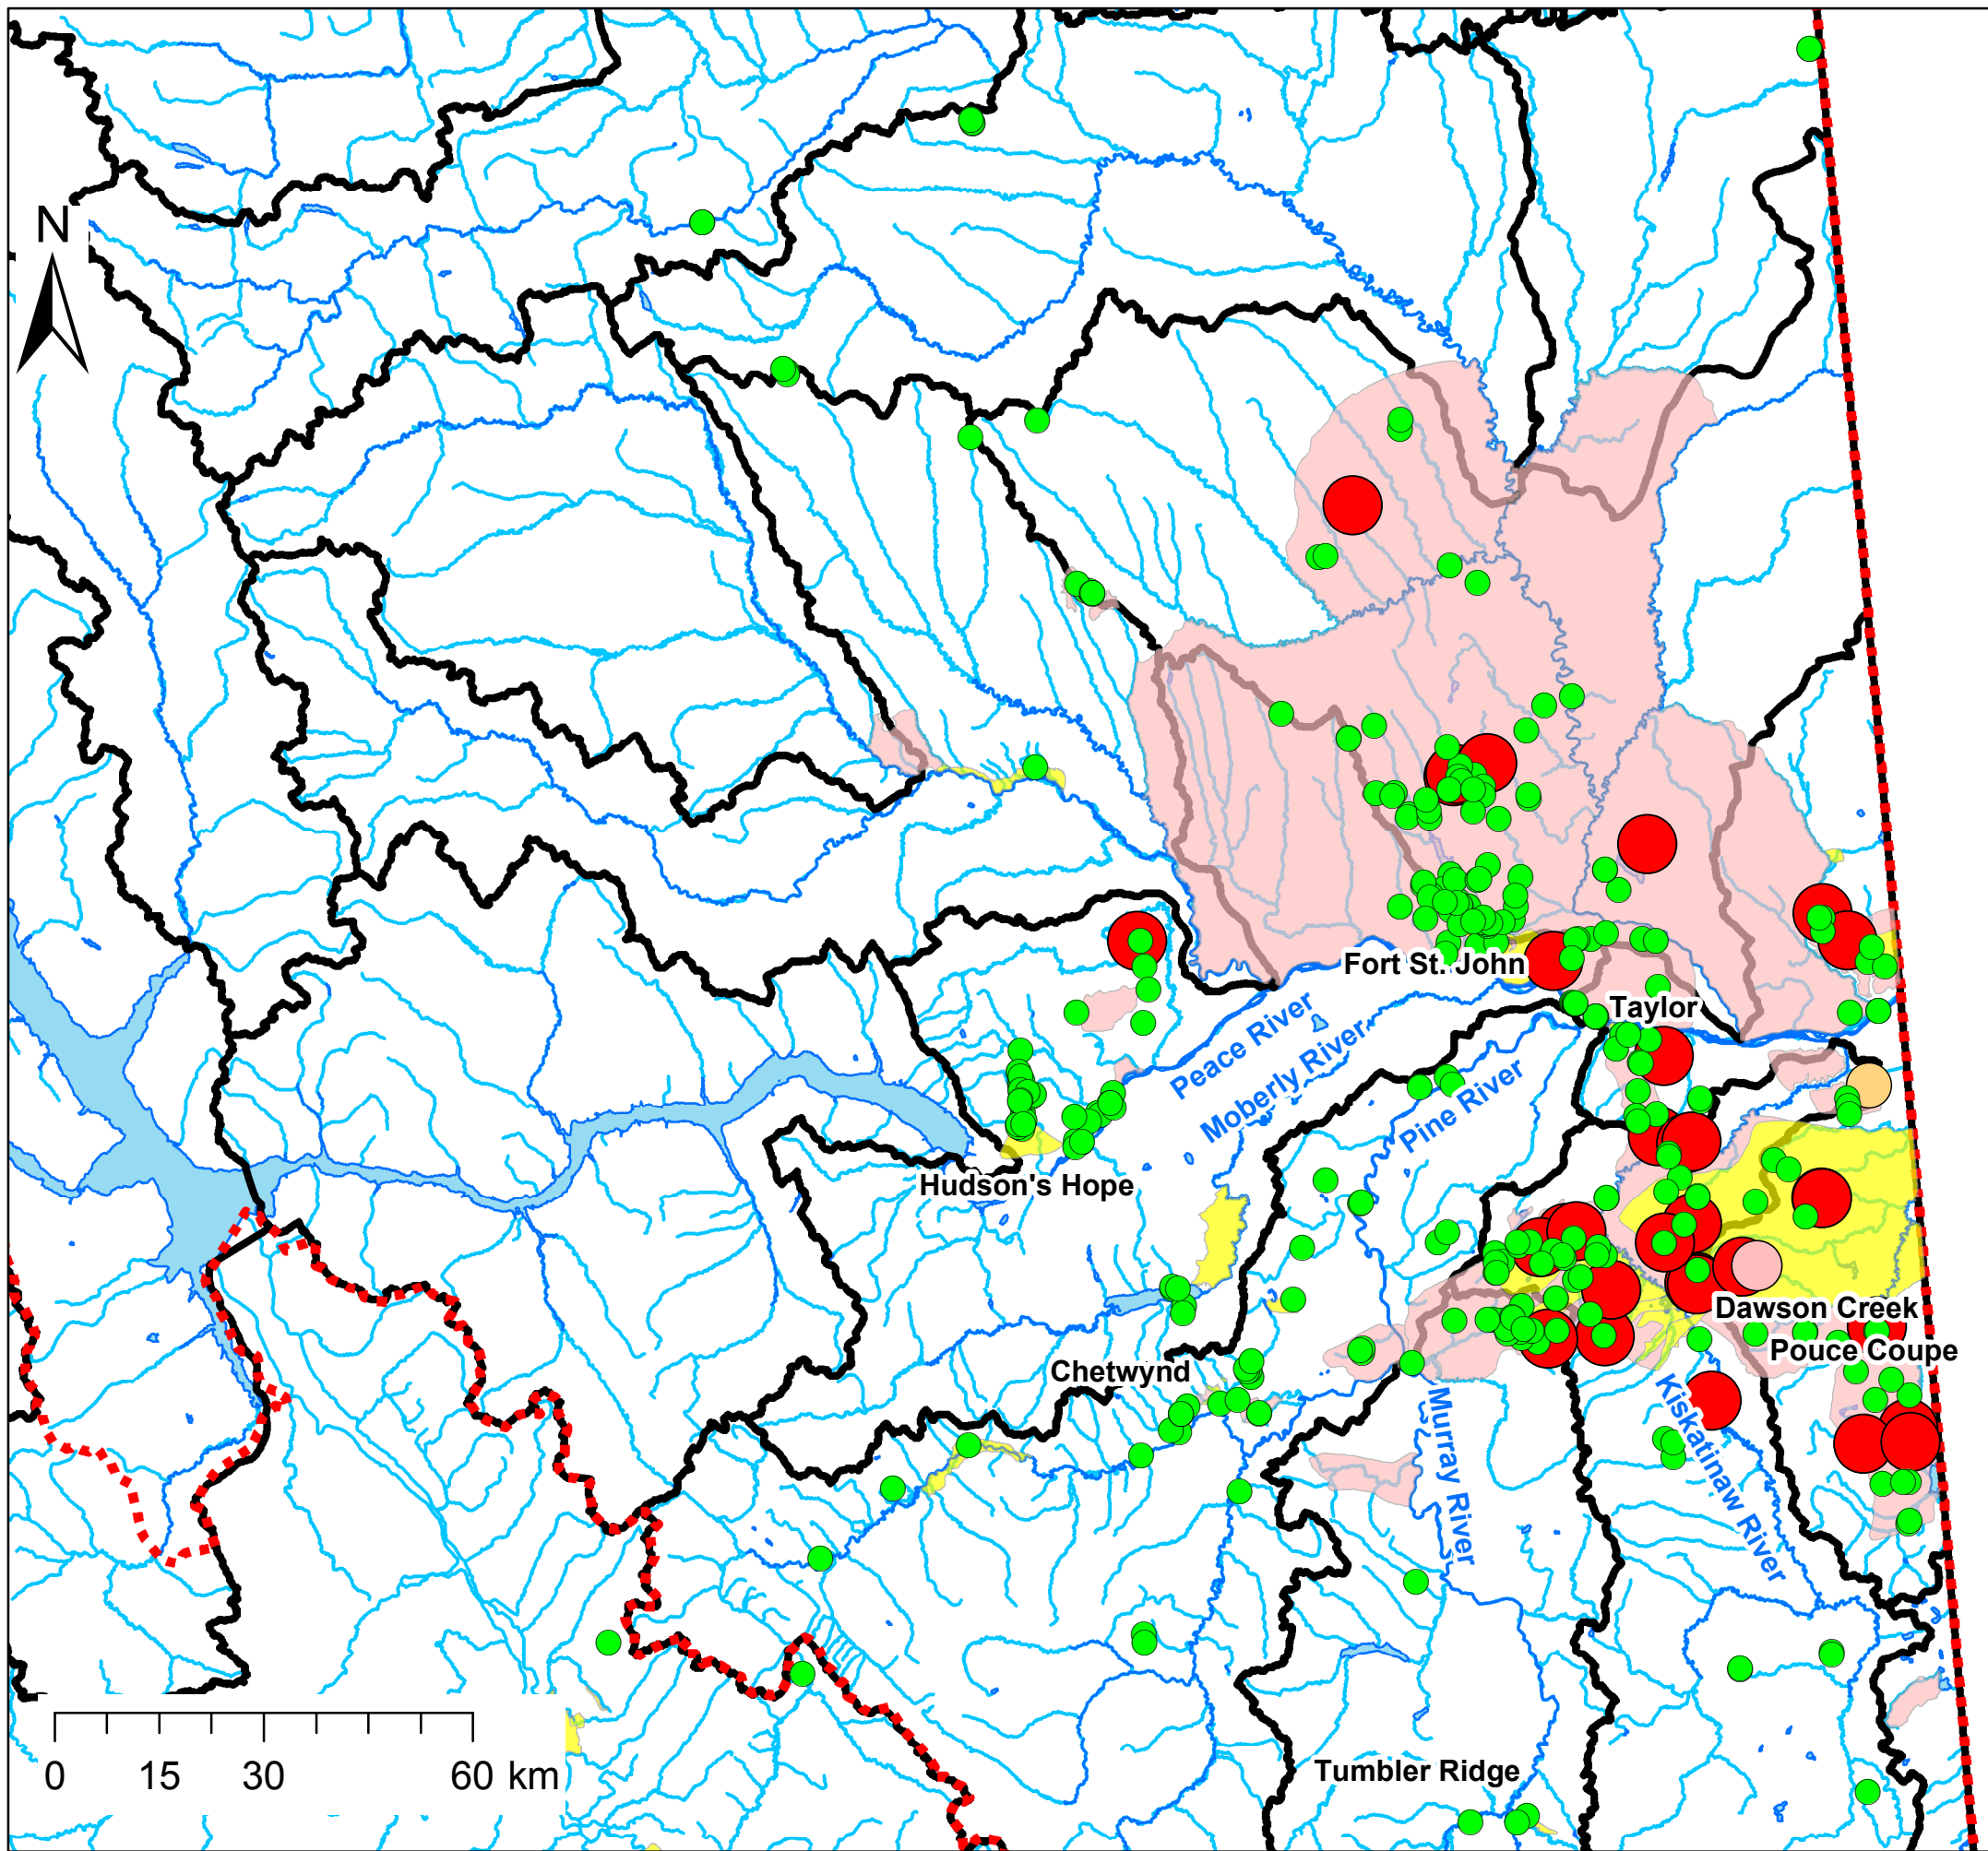 N
Fort St. John
Taylor
Peace River
Moberly River
Pine River
Hudson's Hope
Dawson Creek
Pouce Coupe
Chetwynd
Murray River
Kiskatinaw River
Tumbler Ridge
0 15 30 60 km